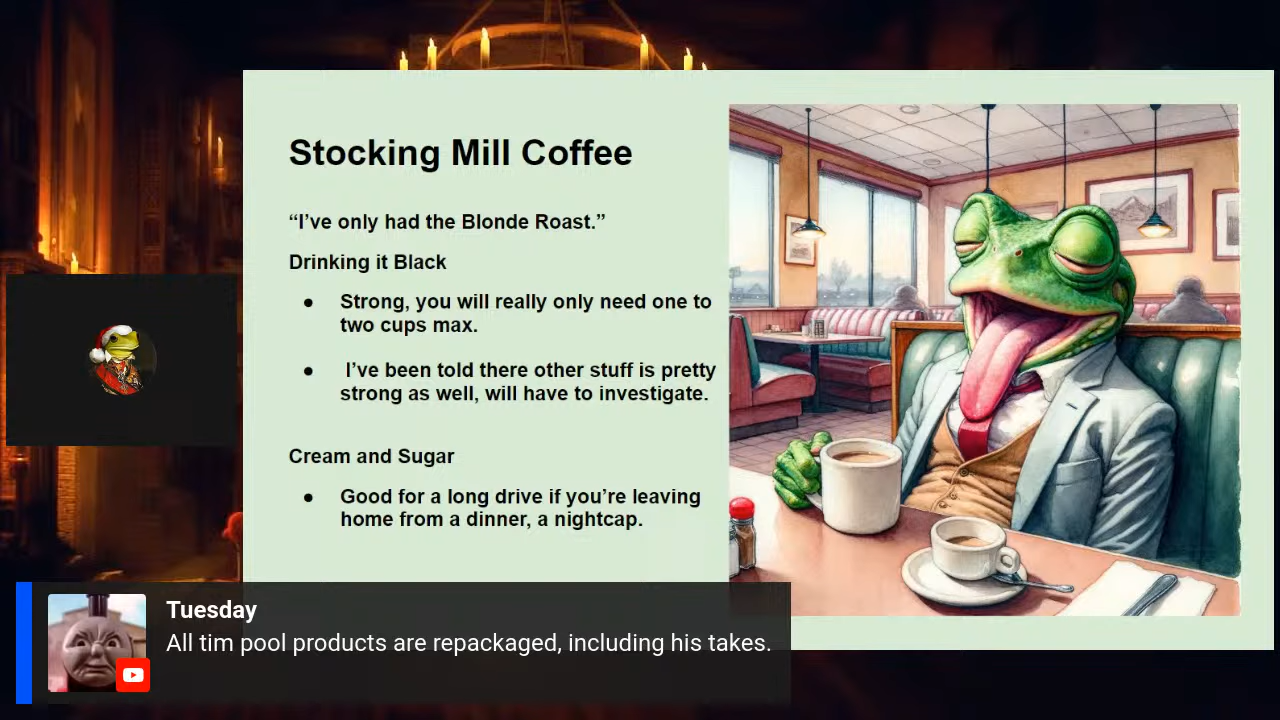 Stocking Mill Coffee
“I’ve only had the Blonde Roast.”
Drinking it Black
● Strong, you will really only need one to
two cups max.
● I’ve been told there other stuff is pretty
strong as well, will have to investigate.
Cream and Sugar
● Good for a long drive if you’re leaving
home from a dinner, a nightcap.
Tuesday
All tim pool products are repackaged, including his takes.